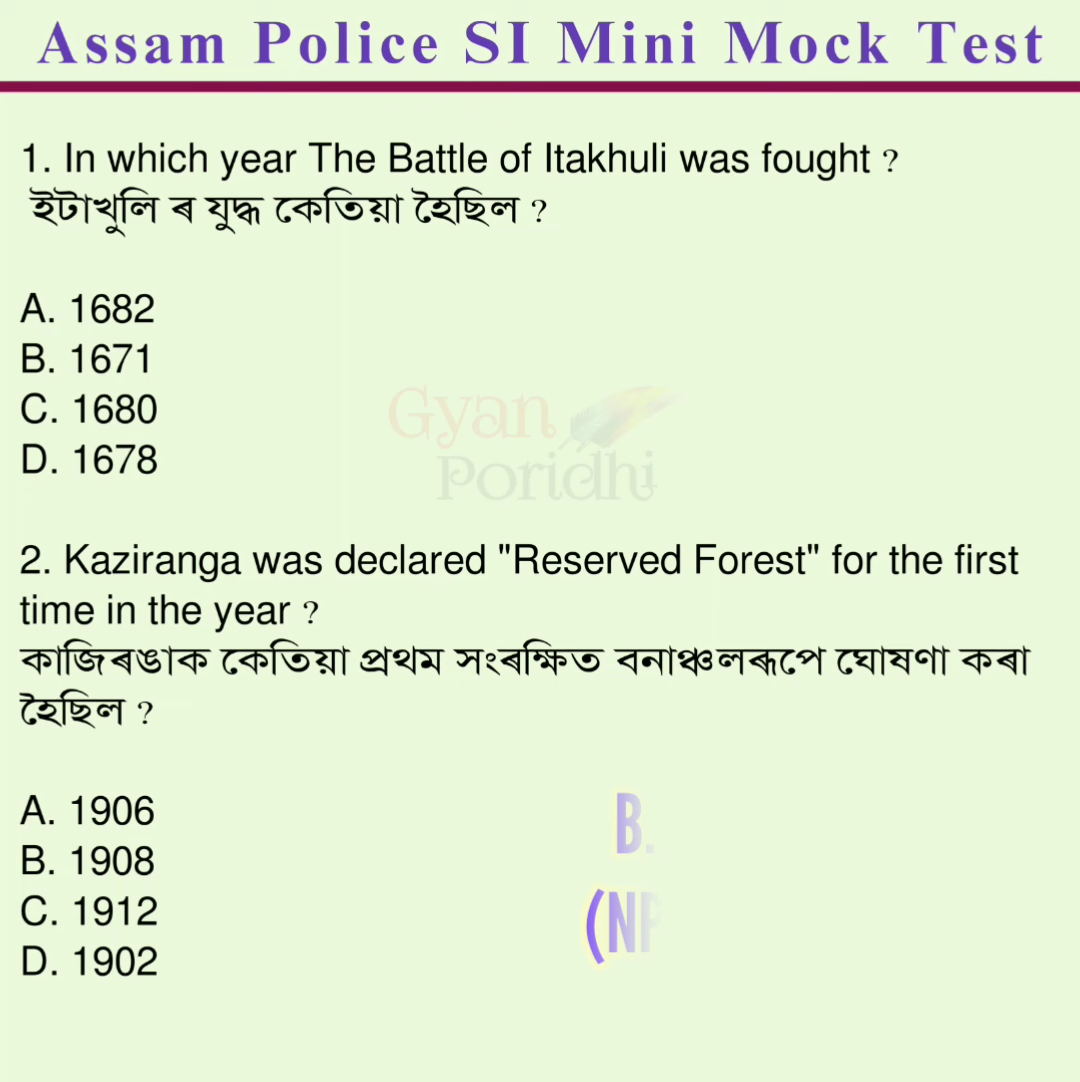 Assam Police SI Mini Mock Test
1. In which year The Battle of Itakhuli was fought ?
ইটাখুলি ৰ যুদ্ধ কেতিয়া হৈছিল ?
A. 1682
B. 1671
C. 1680
D. 1678
Gyan
Poridhi
2. Kaziranga was declared "Reserved Forest" for the first
time in the year ?
কাজিৰঙাক কেতিয়া প্ৰথম সংৰক্ষিত বনাঞ্চলৰূপে ঘোষণা কৰা
হৈছিল ?
A. 1906
B. 1908
C. 1912
D. 1902
B.